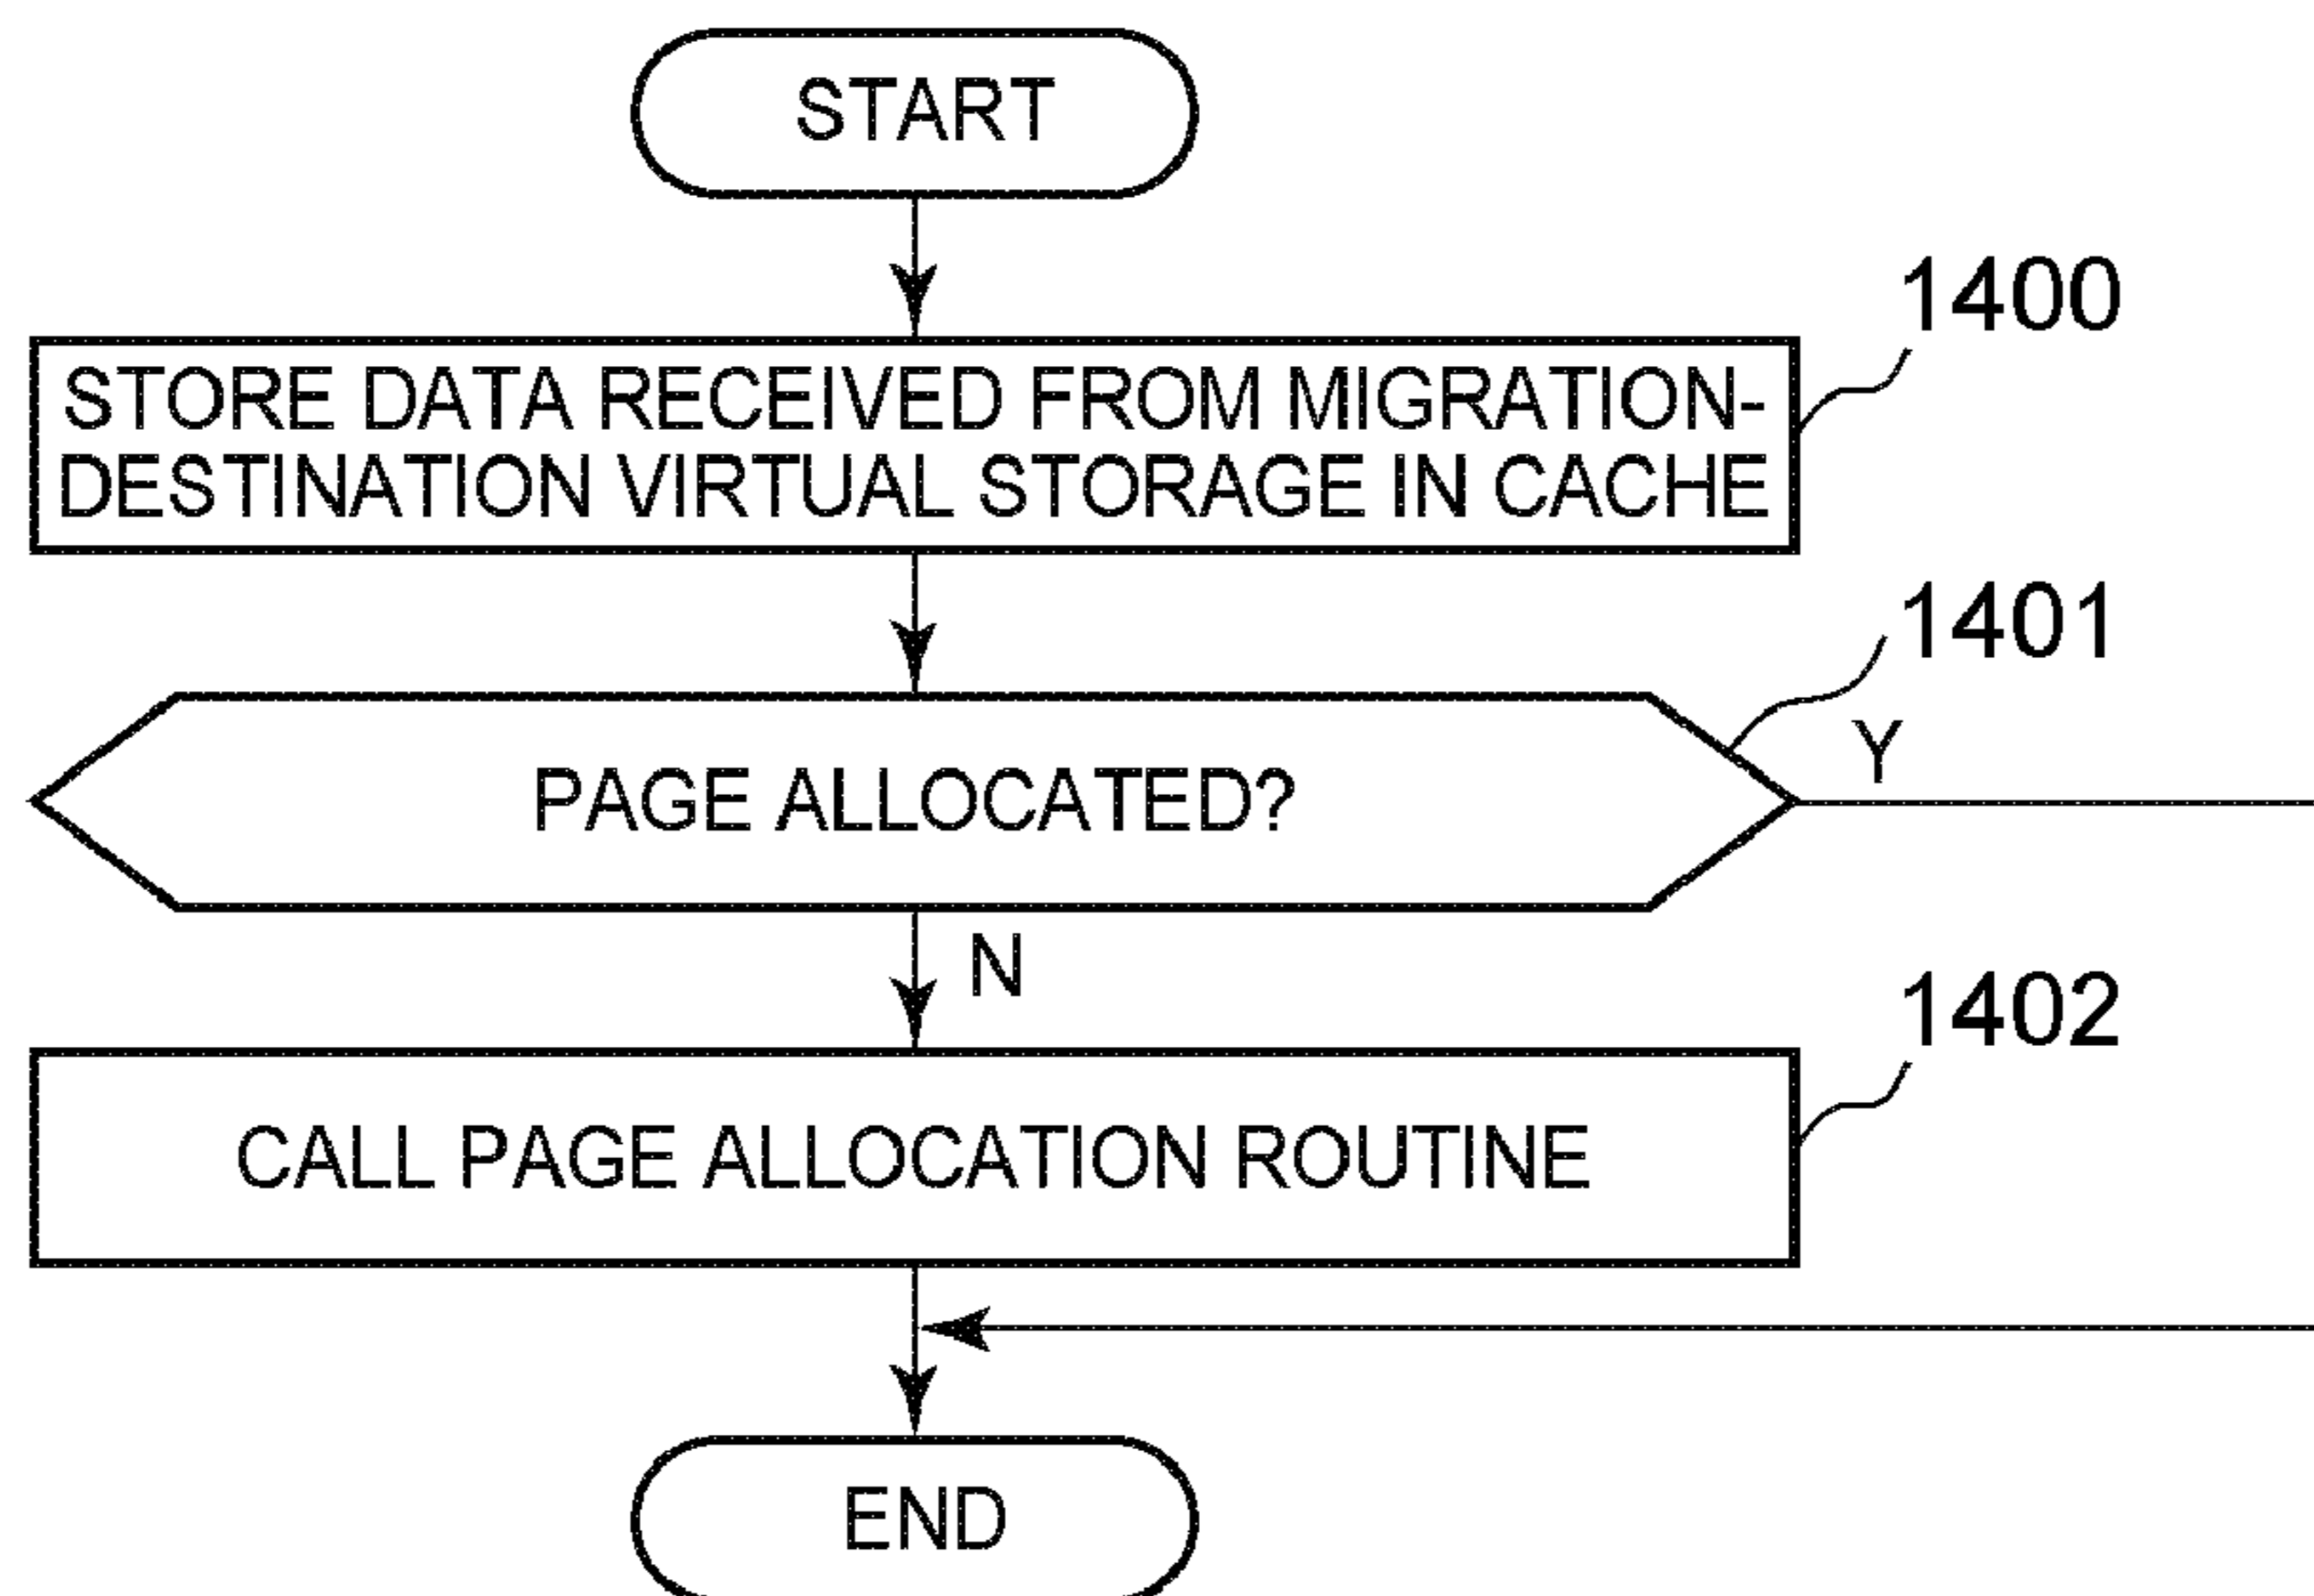 START
1400
STORE DATA RECEIVED FROM MIGRATION-
DESTINATION VIRTUAL STORAGE IN CACHE
1401
Y
PAGE ALLOCATED?
N
1402
CALL PAGE ALLOCATION ROUTINE
END